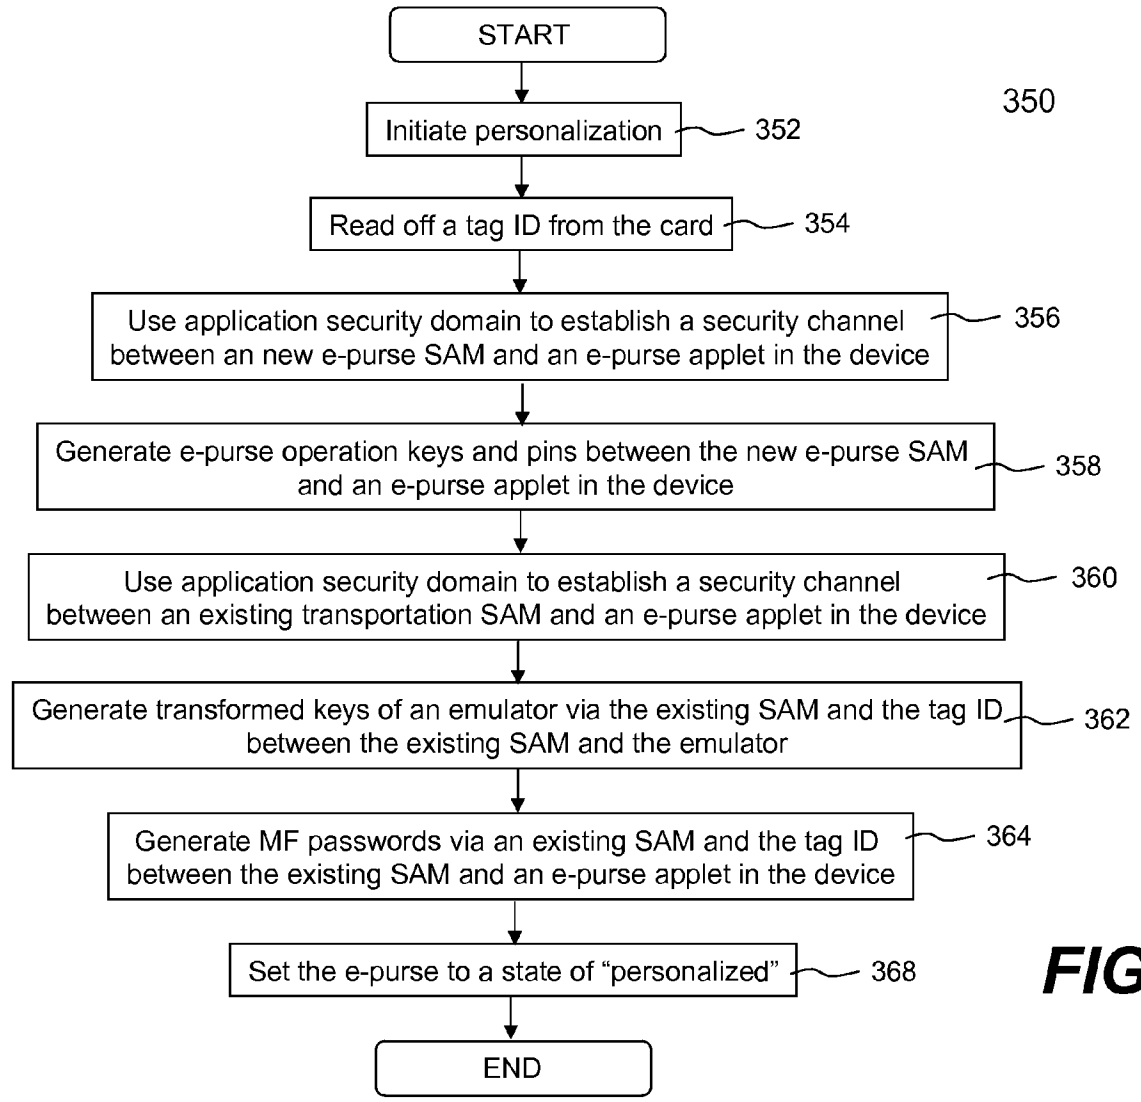 START
350
Initiate personalization
352
Read off a tag ID from the card
354
Use application security domain to establish a security channel
between an new e-purse SAM and an e-purse applet in the device
356
Generate e-purse operation keys and pins between the new e-purse SAM
and an e-purse applet in the device
358
Use application security domain to establish a security channel
between an existing transportation SAM and an e-purse applet in the device
360
Generate transformed keys of an emulator via the existing SAM and the tag ID
between the existing SAM and the emulator
362
Generate MF passwords via an existing SAM and the tag ID
between the existing SAM and an e-purse applet in the device
364
Set the e-purse to a state of “personalized”
368
FIG
END